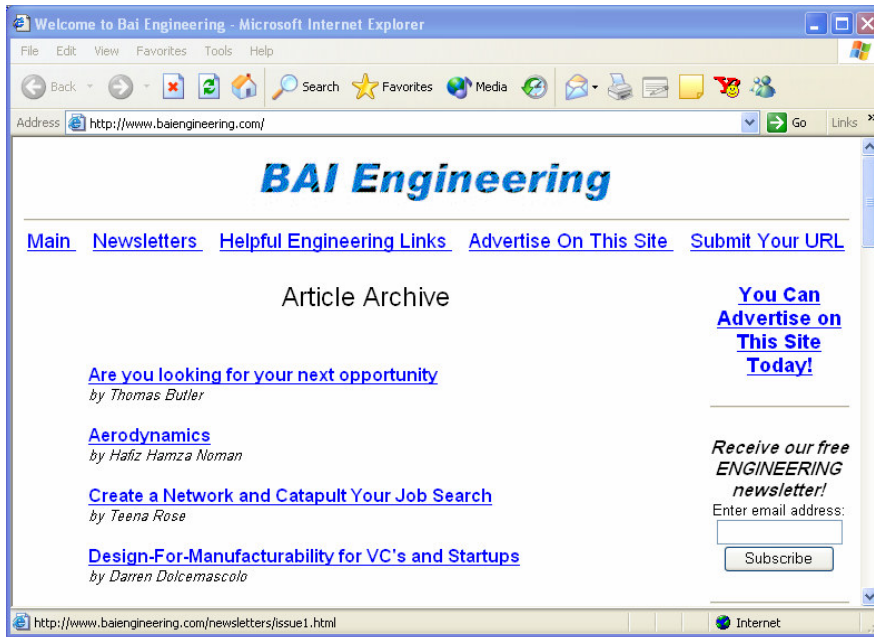 Welcome to Bai Engineering - Microsoft Internet Explorer
File Edit View Favorites Tools Help
Back Search Favorites Media
Address http://www.baiengineering.com/ Go Links »
BAI Engineering
Main Newsletters Helpful Engineering Links Advertise On This Site Submit Your URL
Article Archive
Are you looking for your next opportunity
by Thomas Butler
Aerodynamics
by Hafiz Hamza Noman
Create a Network and Catapult Your Job Search
by Teena Rose
Design-For-Manufacturability for VC's and Startups
by Darren Dolcemascolo
You Can
Advertise on
This Site
Today!
Receive our free
ENGINEERING
newsletter!
Enter email address:
Subscribe
http://www.baiengineering.com/newsletters/issue1.html Internet